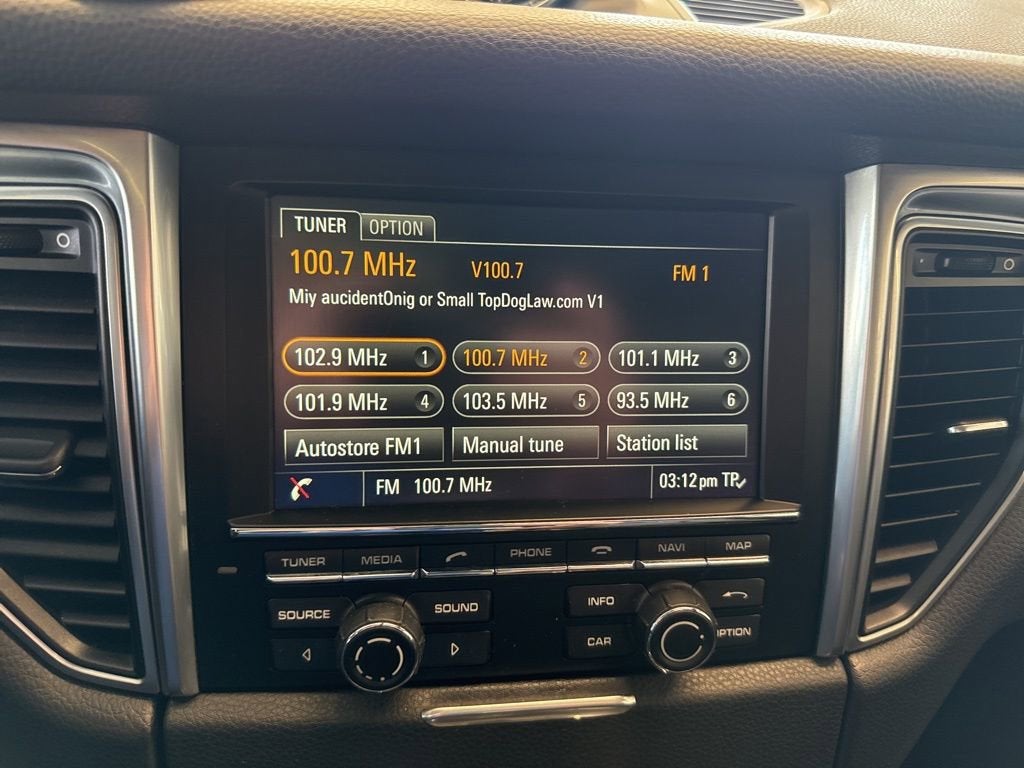 TUNER OPTION
100.7 MHz V100.7 FM 1
Miy aucidentOnig or Small TopDogLaw.com V1
102.9 MHz 1 100.7 MHz 2 101.1 MHz 3
101.9 MHz 4 103.5 MHz 5 93.5 MHz 6
Autostore FM1 Manual tune Station list
FM 100.7 MHz 03:12 pm TP
TUNER MEDIA PHONE NAVI MAP
SOURCE SOUND INFO
CAR OPTION